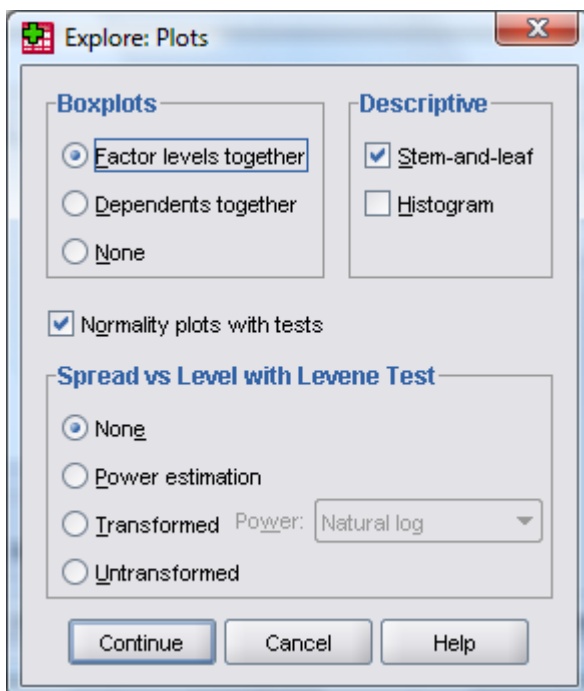 Explore: Plots
Boxplots
Factor levels together
Dependents together
None
Descriptive
Stem-and-leaf
Histogram
Normality plots with tests
Spread vs Level with Levene Test
None
Power estimation
Transformed Power: Natural log
Untransformed
Continue Cancel Help